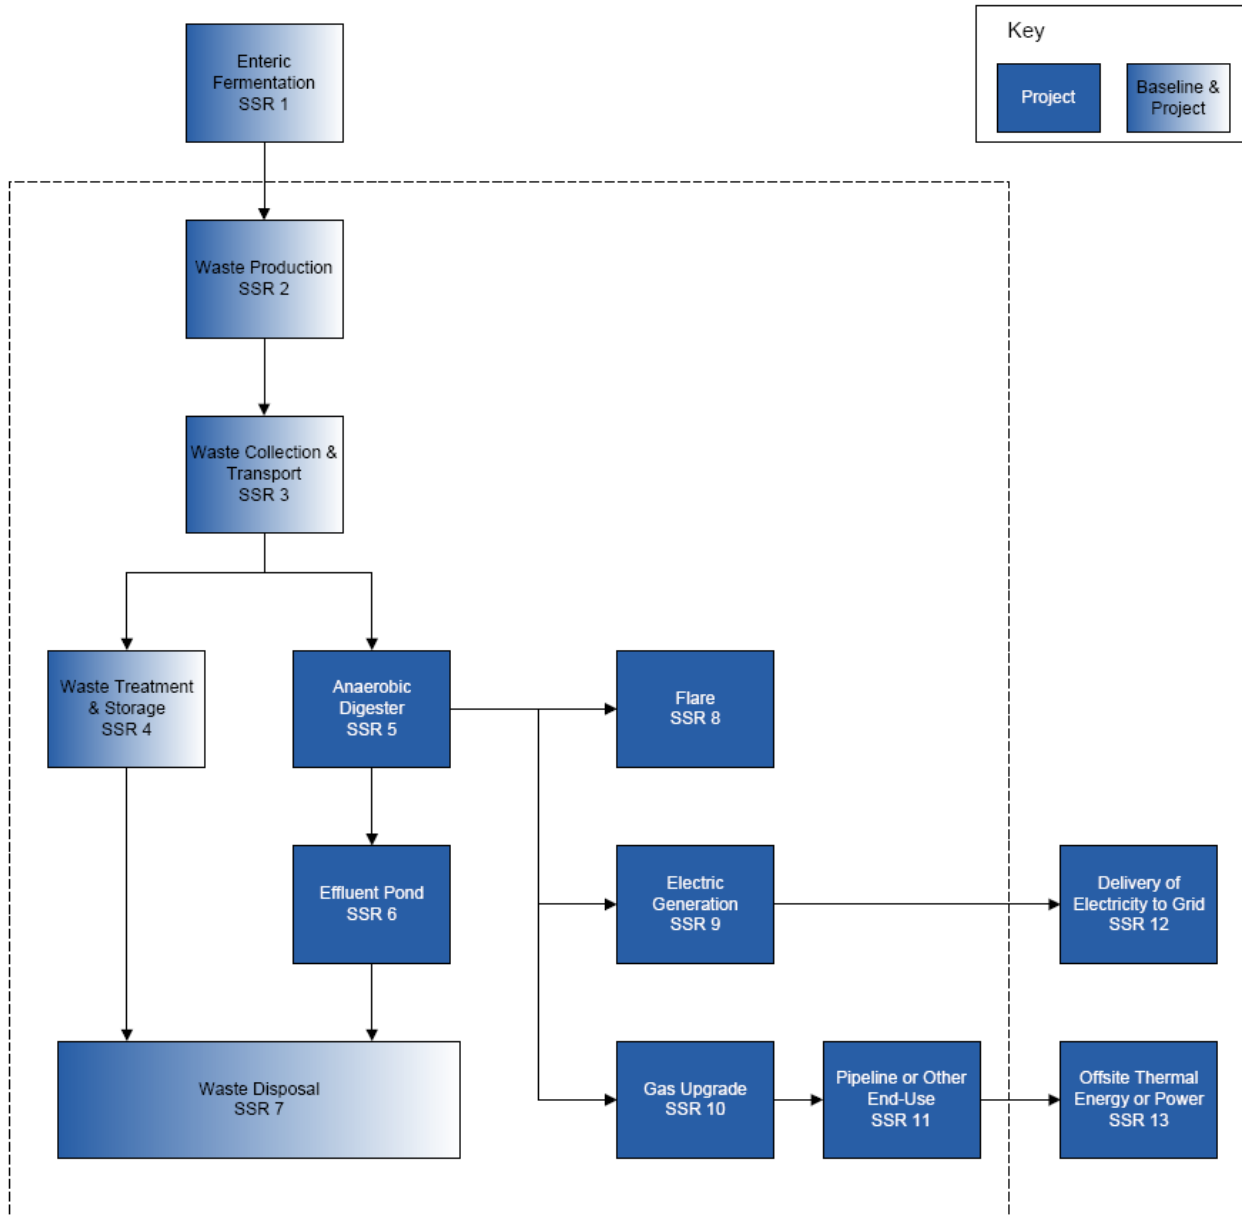 Key
Project
Baseline &
Project
Enteric
Fermentation
SSR 1
Waste Production
SSR 2
Waste Collection &
Transport
SSR 3
Waste Treatment
& Storage
SSR 4
Anaerobic
Digester
SSR 5
Flare
SSR 8
Effluent Pond
SSR 6
Electric
Generation
SSR 9
Delivery of
Electricity to Grid
SSR 12
Waste Disposal
SSR 7
Gas Upgrade
SSR 10
Pipeline or Other
End-Use
SSR 11
Offsite Thermal
Energy or Power
SSR 13